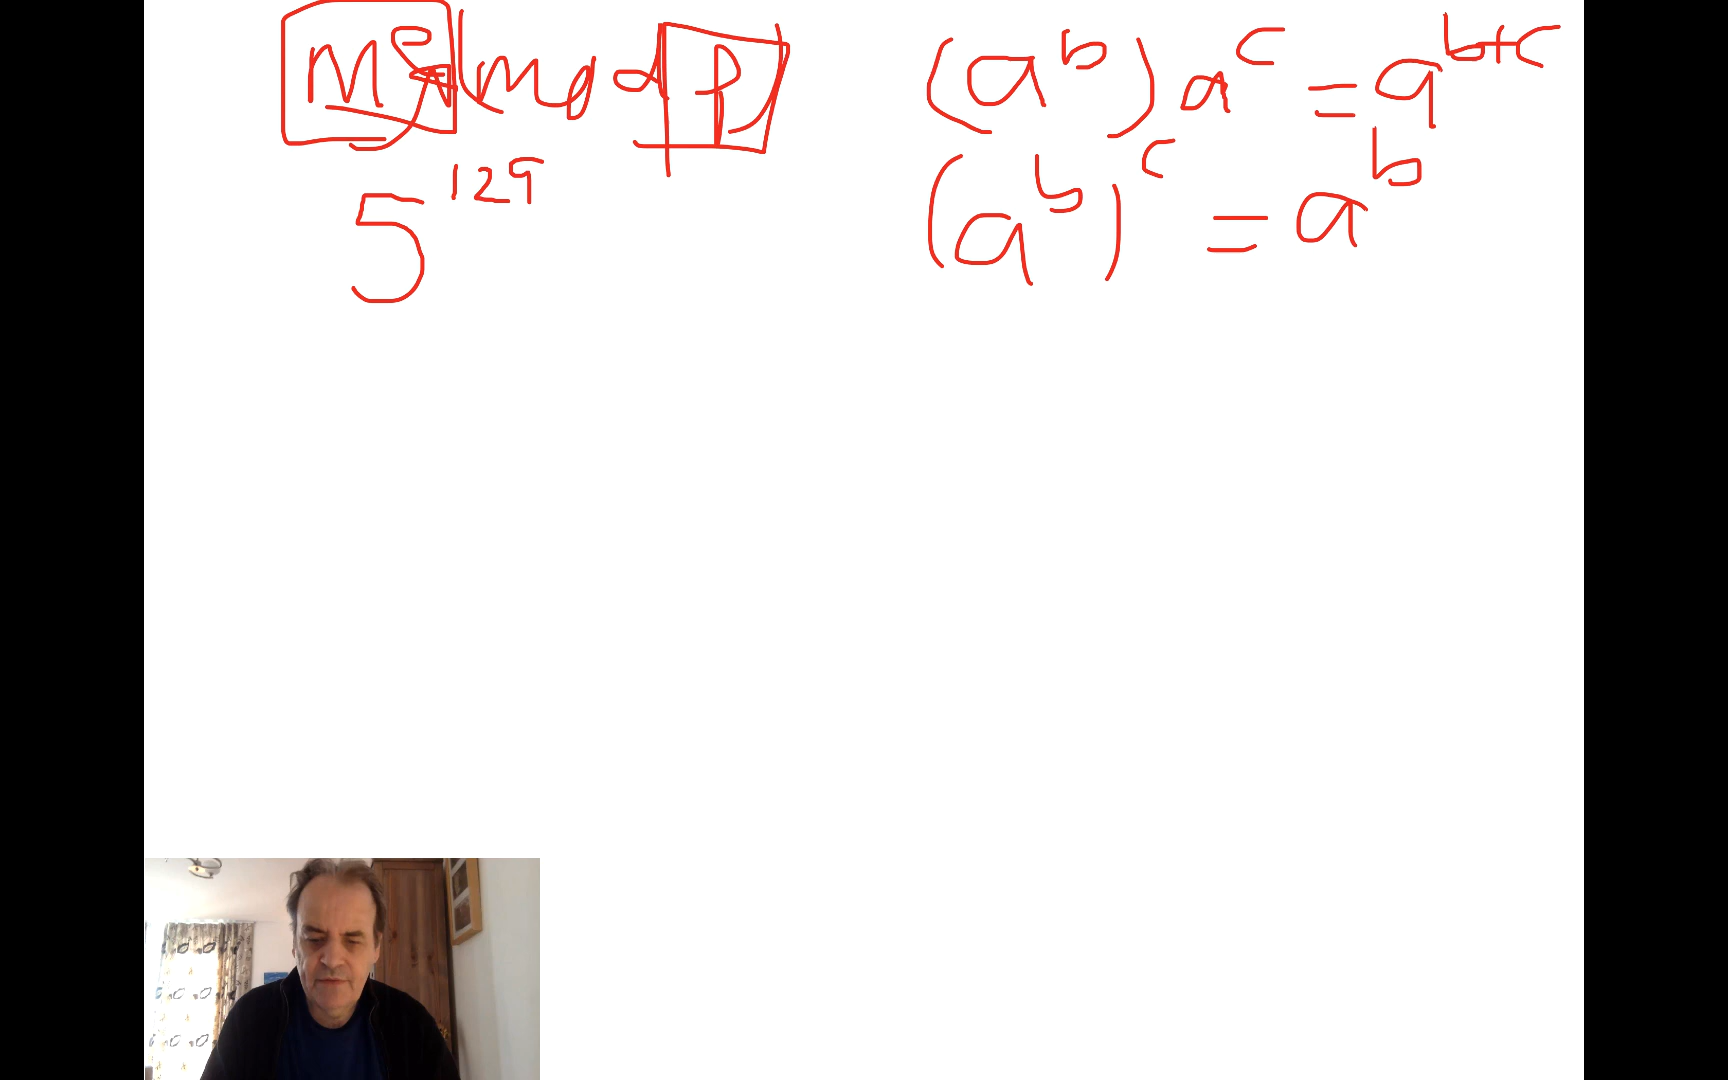 M^e (mod p)
5^129
(a^b) a^c = a^b+c
(a^b)^c = a^b